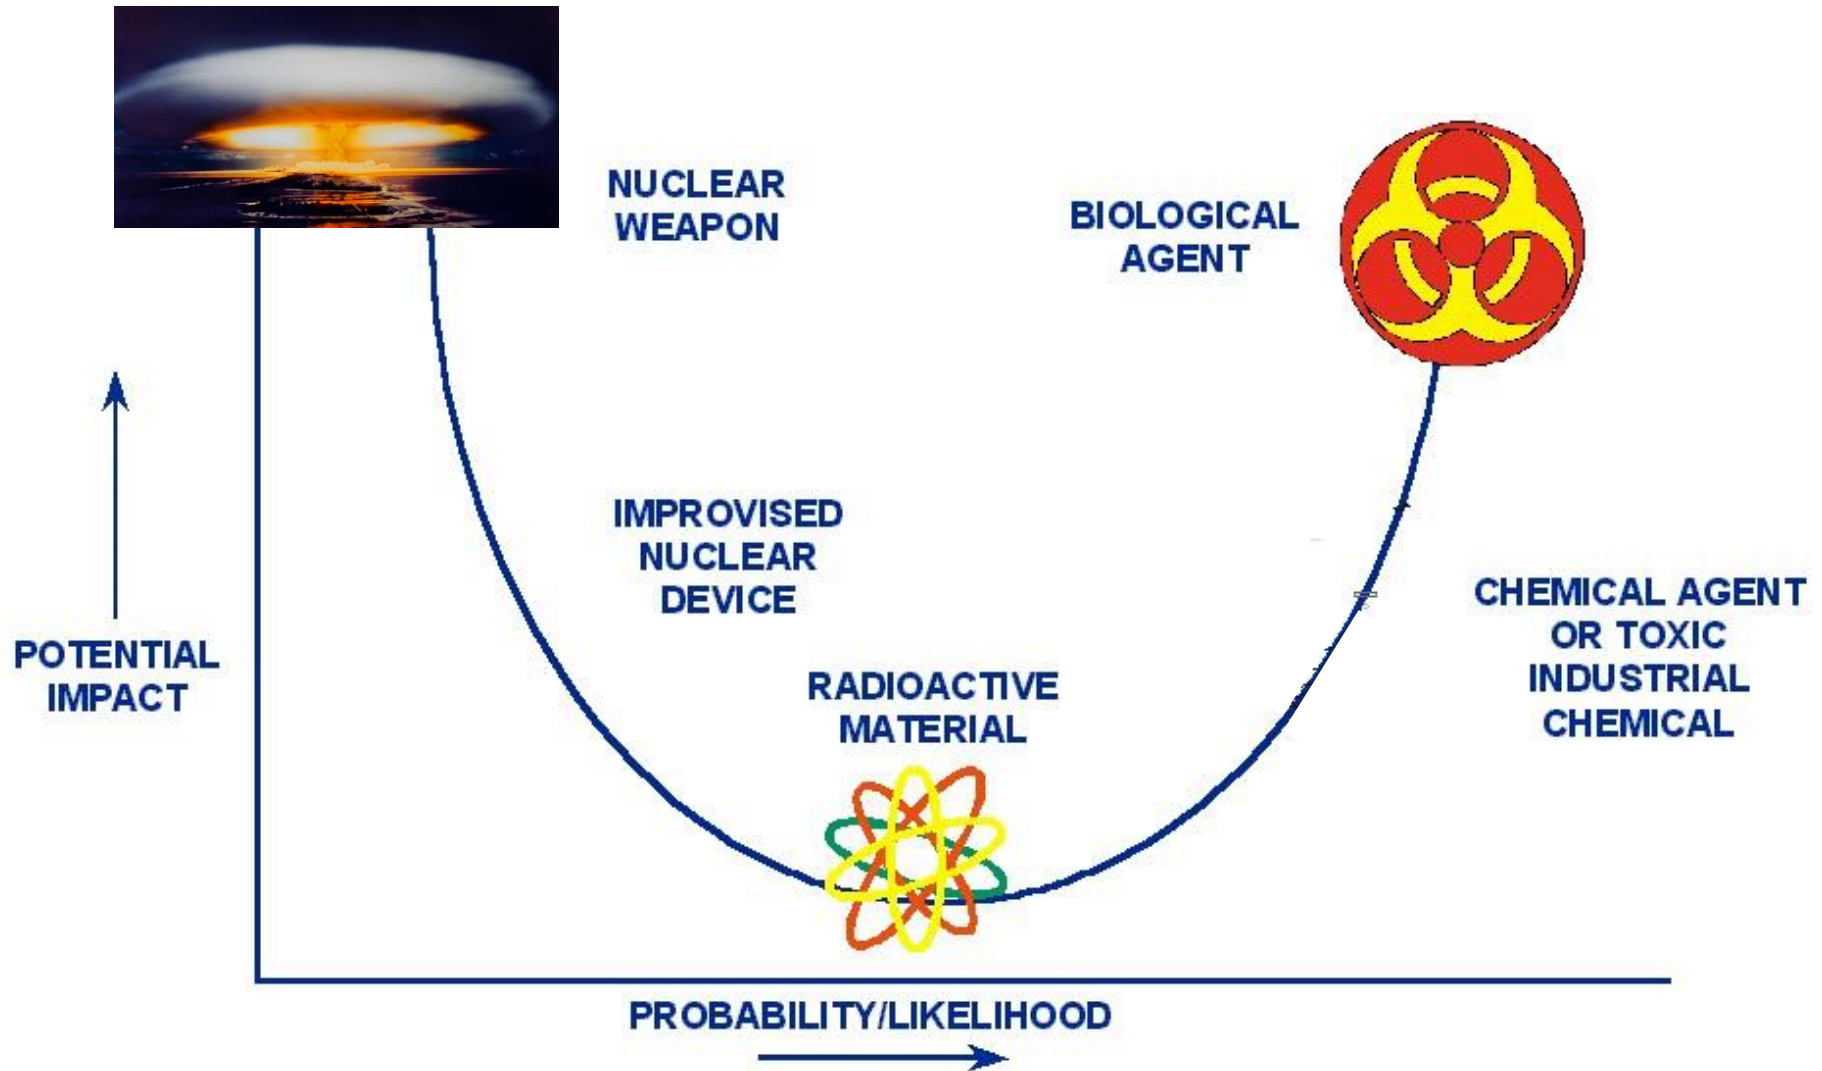 NUCLEAR
WEAPON
BIOLOGICAL
AGENT
IMPROVISED
NUCLEAR
DEVICE
CHEMICAL AGENT
OR TOXIC
INDUSTRIAL
CHEMICAL
POTENTIAL
IMPACT
RADIOACTIVE
MATERIAL
PROBABILITY/LIKELIHOOD